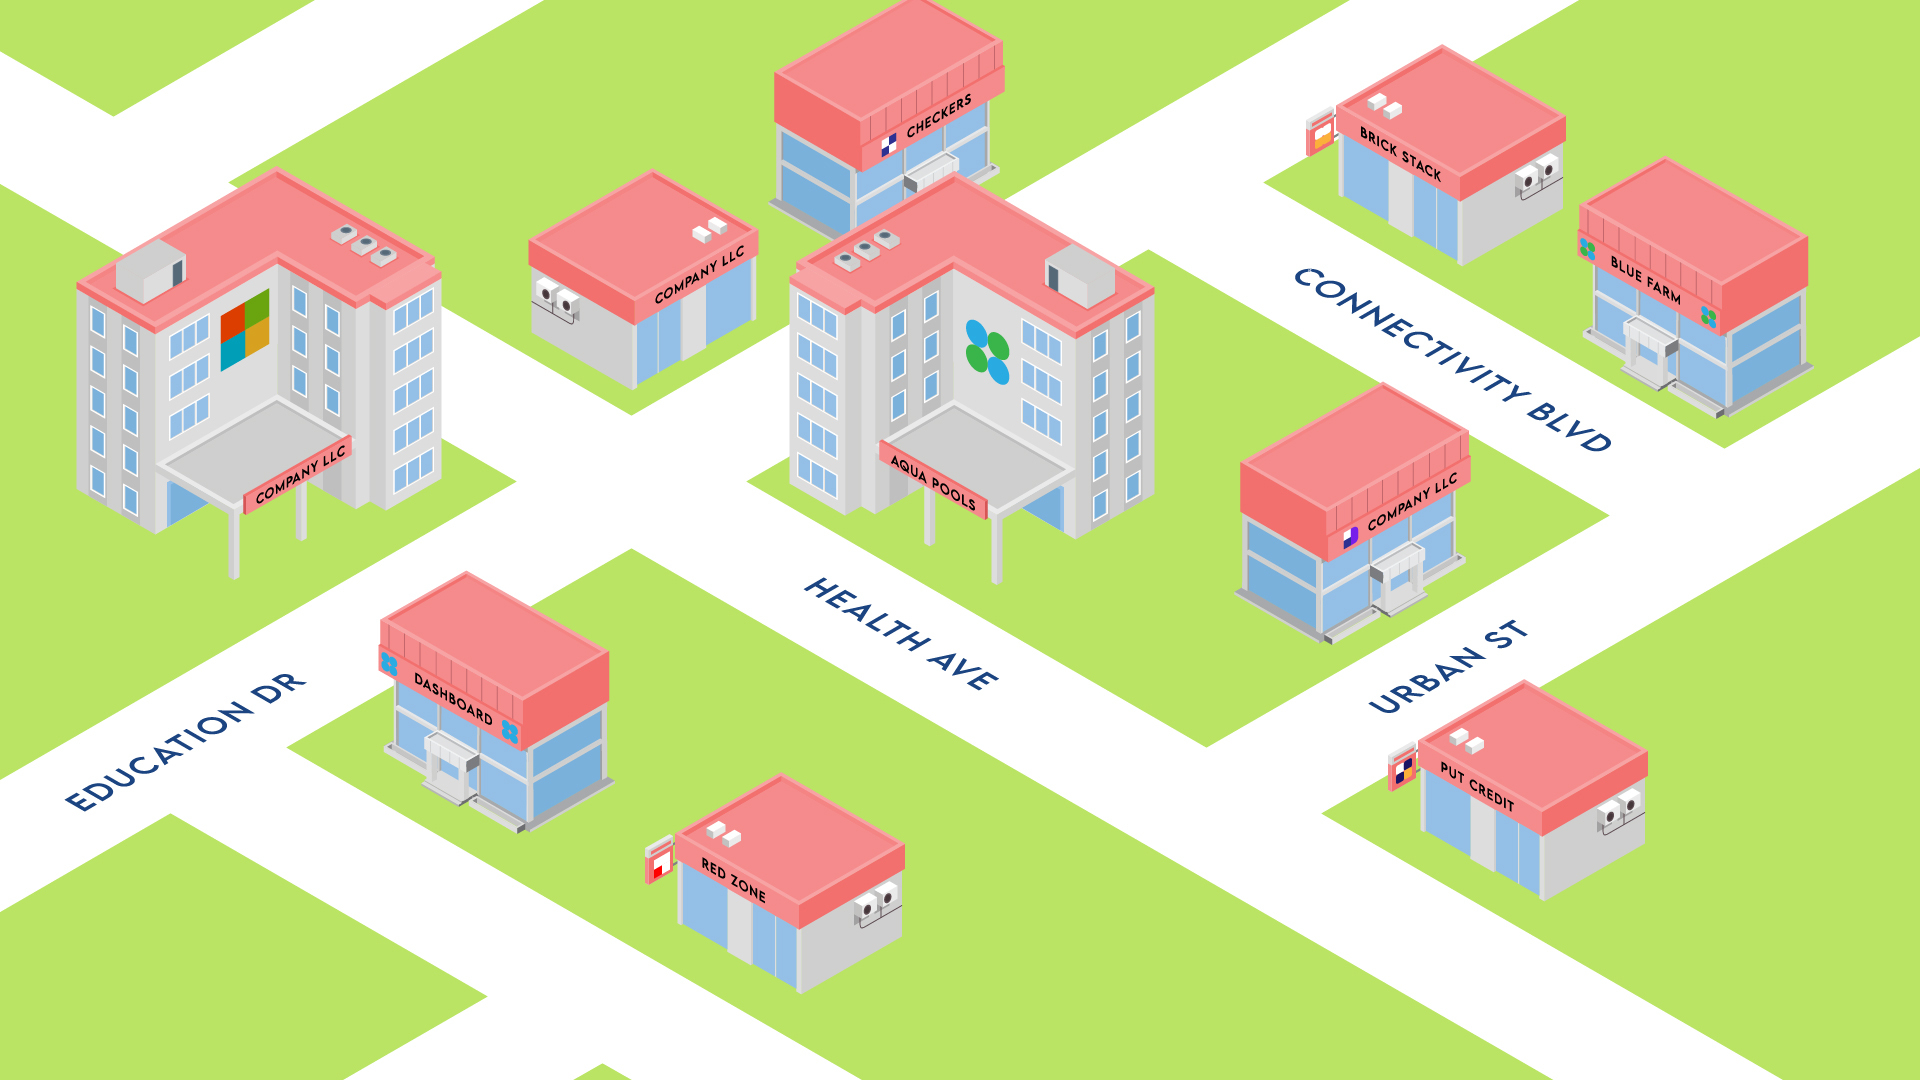 CHECKERS
BRICK STACK
COMPANY LLC
BLUE FARM
CONNECTIVITY BLVD
COMPANY LLC
AQUA POOLS
COMPANY LLC
HEALTH AVE
URBAN ST
EDUCATION DR
DASHBOARD
PUT CREDIT
RED ZONE